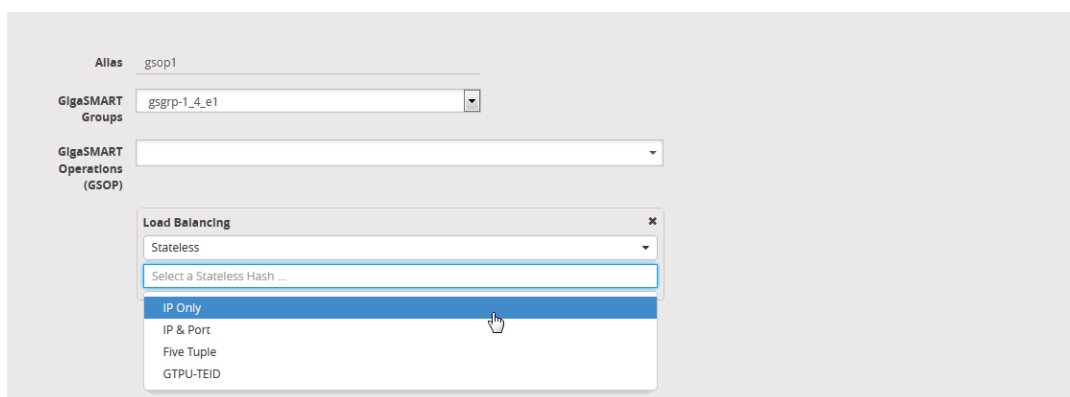 Alias gsop1
GigaSMART gsgrp-1_4_e1
Groups
GigaSMART
Operations
(GSOP)
Load Balancing
Stateless
Select a Stateless Hash ...
IP Only
IP & Port
Five Tuple
GTPU-TEID